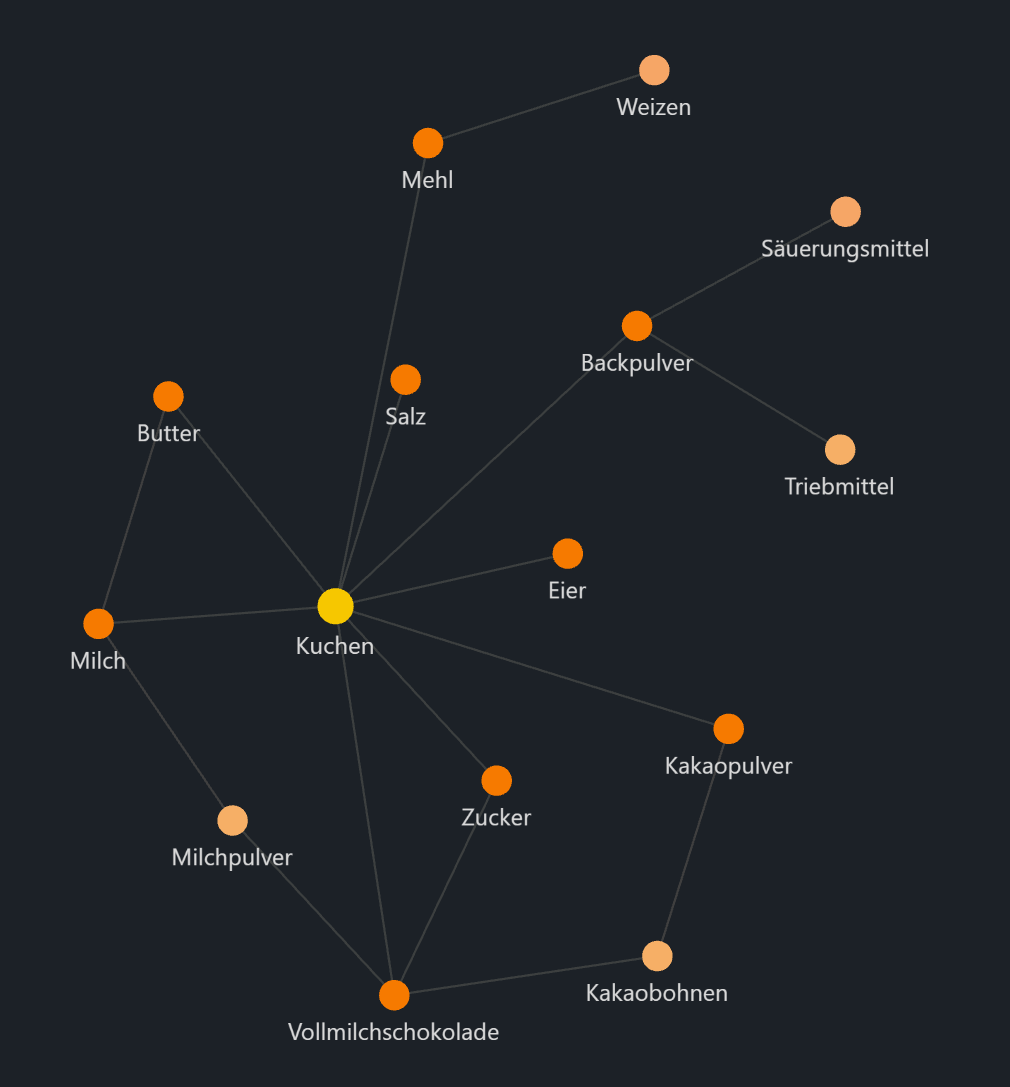 Weizen
Mehl
Säuerungsmittel
Backpulver
Salz
Butter
Triebmittel
Eier
Kuchen
Milch
Kakaopulver
Zucker
Milchpulver
Kakaobohnen
Vollmilchschokolade